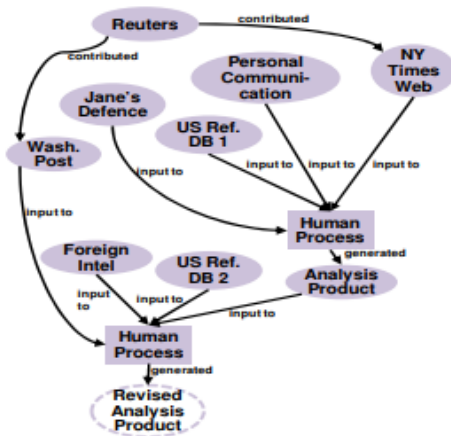 Reuters
contributed
contributed
Personal
Communi-
cation
NY
Times
Web
Jane's
Defence
US Ref.
DB 1
Wash.
Post
input to
input to
input to
input to
input to
Human
Process
generated
Foreign
Intel
US Ref.
DB 2
Analysis
Product
input
to
input to
input to
Human
Process
generated
Revised
Analysis
Product